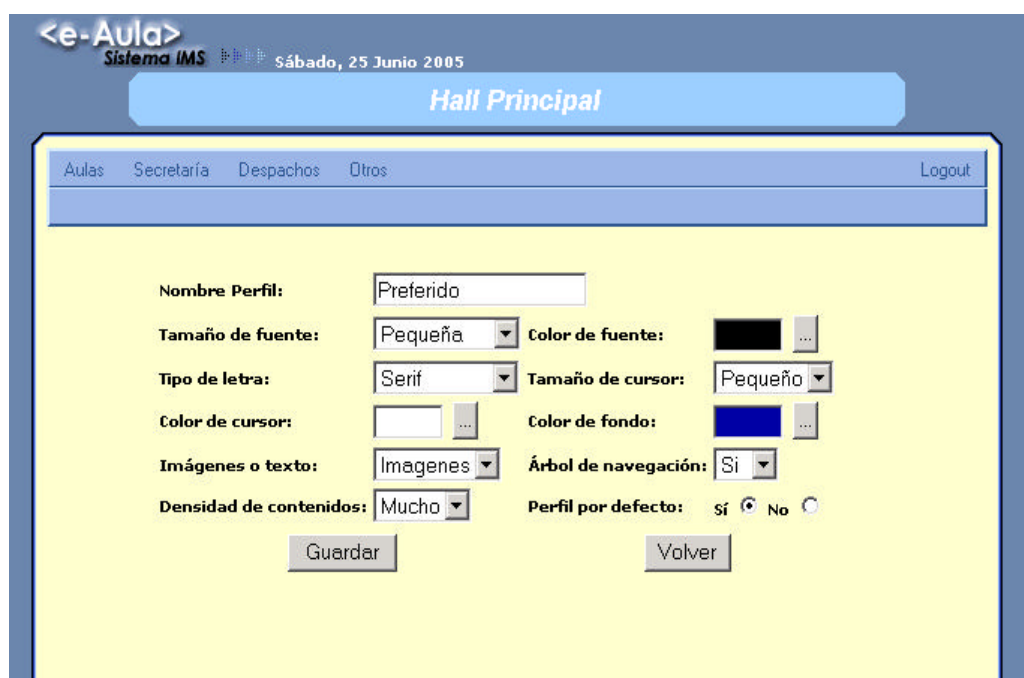 <e-Aula>
Sistema IMS Sábado, 25 Junio 2005
Hall Principal
Aulas Secretaría Despachos Otros Logout
Nombre Perfil: Preferido
Tamaño de fuente: Pequeña Color de fuente: ...
Tipo de letra: Serif Tamaño de cursor: Pequeño
Color de cursor: ... Color de fondo: ...
Imágenes o texto: Imagenes Árbol de navegación: Si
Densidad de contenidos: Mucho Perfil por defecto: Sí No
Guardar Volver